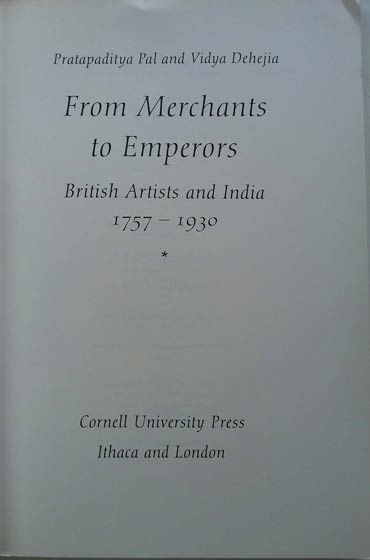 Pratapaditya Pal and Vidya Dehejia
From Merchants
to Emperors
British Artists and India
1757 – 1930
*
Cornell University Press
Ithaca and London